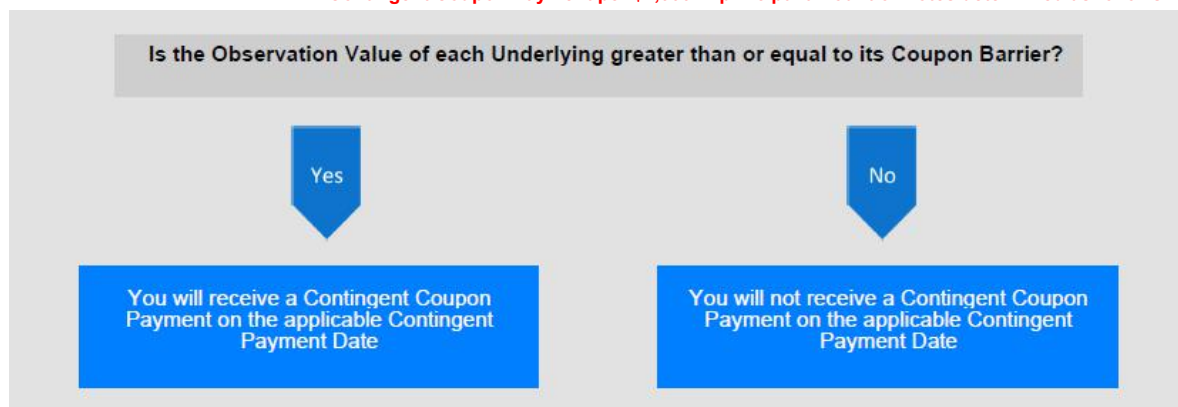 Is the Observation Value of each Underlying greater than or equal to its Coupon Barrier?
Yes
No
You will receive a Contingent Coupon
Payment on the applicable Contingent
Payment Date
You will not receive a Contingent Coupon
Payment on the applicable Contingent
Payment Date